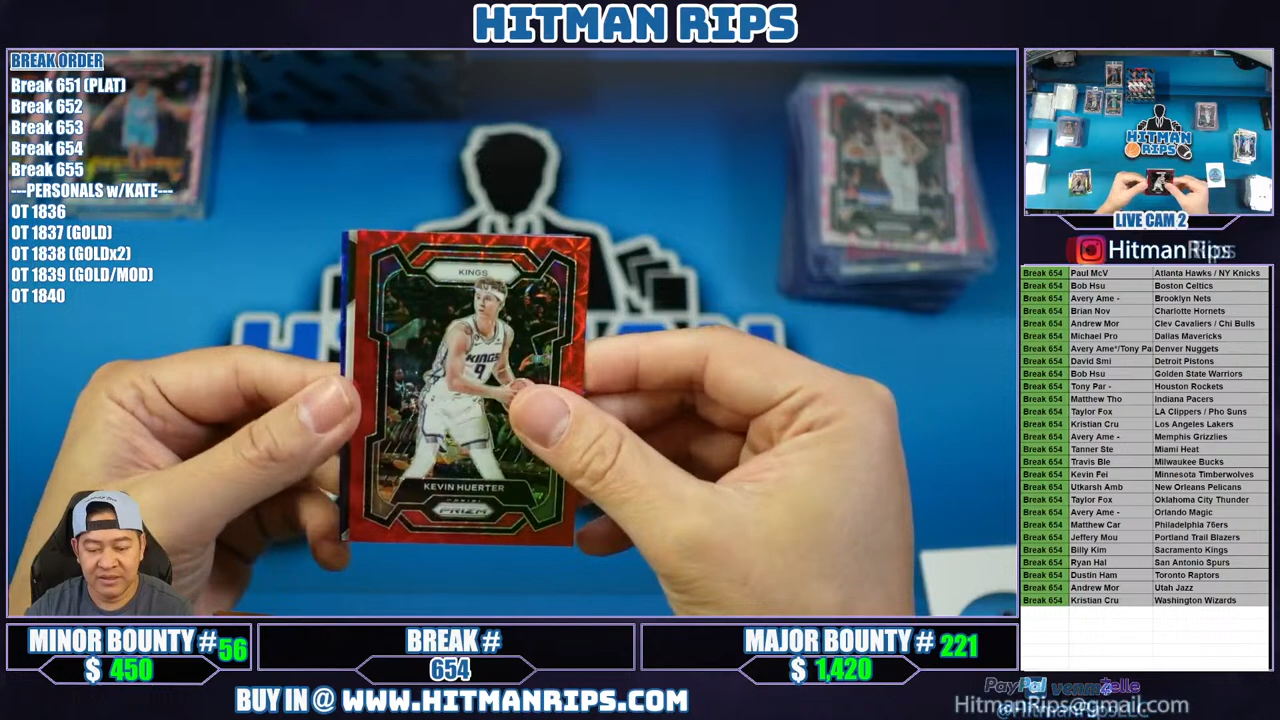 HITMAN RIPS
BREAK ORDER
Break 651 (PLAT)
Break 652
Break 653
Break 654
Break 655
---PERSONALS w/KATE---
OT 1836
OT 1837 (GOLD)
OT 1838 (GOLDx2)
OT 1839 (GOLD/MOD)
OT 1840
KINGS
KINGS
9
KEVIN HUERTER
PANINI
PRIZM
HITMAN
RIPS
LIVE CAM 2
HitmanRips
Break 654 Paul McV Atlanta Hawks / NY Knicks
Break 654 Bob Hsu Boston Celtics
Break 654 Avery Ame - Brooklyn Nets
Break 654 Brian Nov Charlotte Hornets
Break 654 Andrew Mor Clev Cavaliers / Chi Bulls
Break 654 Michael Pro Dallas Mavericks
Break 654 Avery Ame*/Tony Pa Denver Nuggets
Break 654 David Smi Detroit Pistons
Break 654 Bob Hsu Golden State Warriors
Break 654 Tony Par - Houston Rockets
Break 654 Matthew Tho Indiana Pacers
Break 654 Taylor Fox LA Clippers / Pho Suns
Break 654 Kristian Cru Los Angeles Lakers
Break 654 Avery Ame - Memphis Grizzlies
Break 654 Tanner Ste Miami Heat
Break 654 Travis Ble Milwaukee Bucks
Break 654 Kevin Fei Minnesota Timberwolves
Break 654 Utkarsh Amb New Orleans Pelicans
Break 654 Taylor Fox Oklahoma City Thunder
Break 654 Avery Ame - Orlando Magic
Break 654 Matthew Car Philadelphia 76ers
Break 654 Jeffery Mou Portland Trail Blazers
Break 654 Billy Kim Sacramento Kings
Break 654 Ryan Hal San Antonio Spurs
Break 654 Dustin Ham Toronto Raptors
Break 654 Andrew Mor Utah Jazz
Break 654 Kristian Cru Washington Wizards
MINOR BOUNTY # 56
$ 450
BREAK #
654
MAJOR BOUNTY # 221
$ 1,420
BUY IN @ WWW.HITMANRIPS.COM
PayPal venmo
HitmanRips@gmail.com